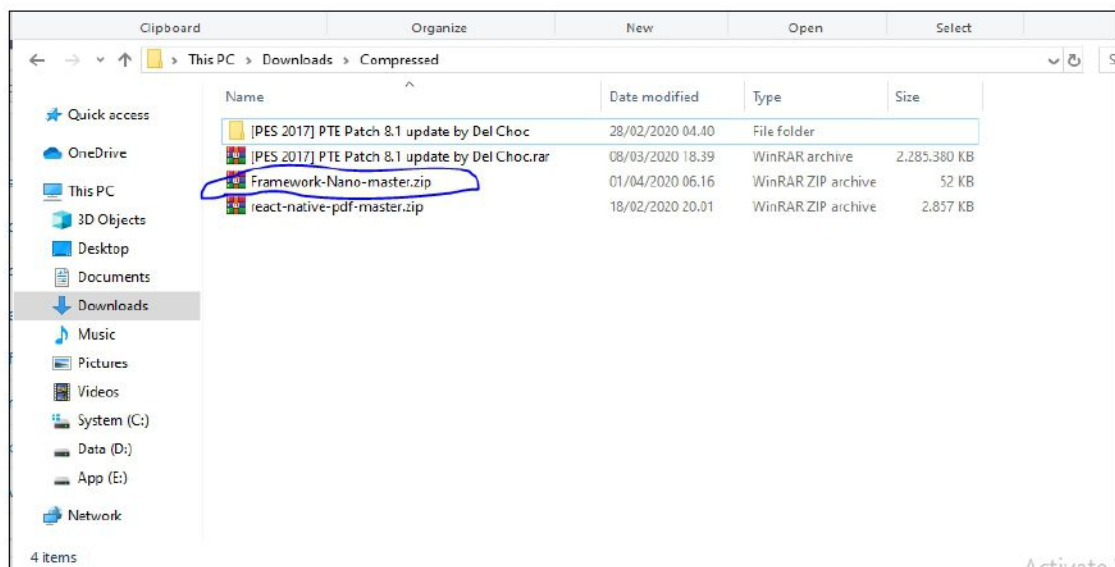 Clipboard Organize New Open Select
This PC > Downloads > Compressed
Name Date modified Type Size
Quick access
OneDrive
This PC
3D Objects
Desktop
Documents
Downloads
Music
Pictures
Videos
System (C:)
Data (D:)
App (E:)
Network
[PES 2017] PTE Patch 8.1 update by Del Choc 28/02/2020 04.40 File folder
[PES 2017] PTE Patch 8.1 update by Del Choc.rar 08/03/2020 18.39 WinRAR archive 2.285.380 KB
Framework-Nano-master.zip 01/04/2020 06.16 WinRAR ZIP archive 52 KB
react-native-pdf-master.zip 18/02/2020 20.01 WinRAR ZIP archive 2.857 KB
4 items
Activate